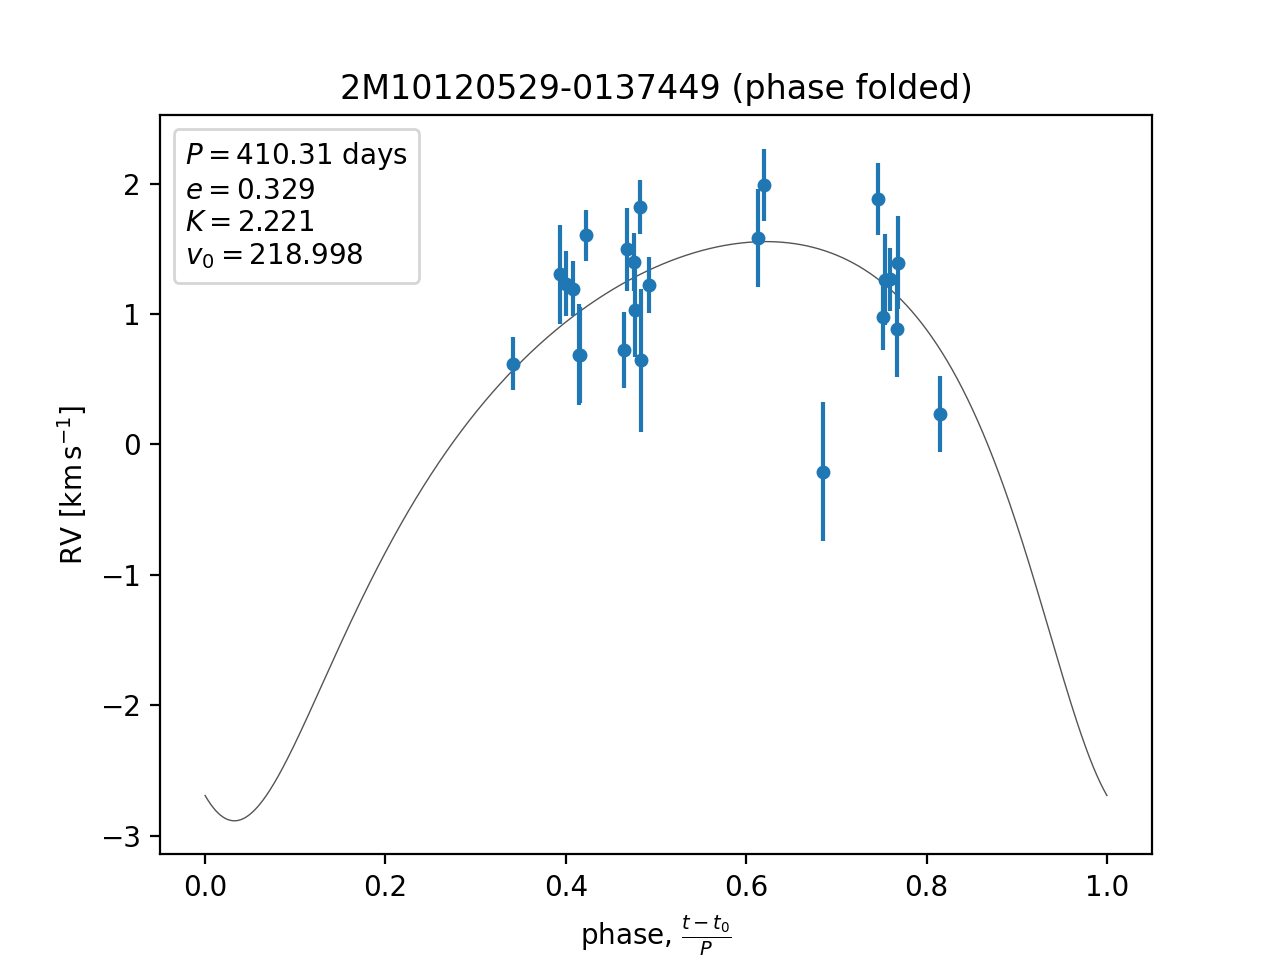 2M10120529-0137449 (phase folded)
P = 410.31 days
e = 0.329
K = 2.221
v₀ = 218.998
2
1
0
−1
−2
−3
RV [km s⁻¹]
0.0 0.2 0.4 0.6 0.8 1.0
phase, (t − t₀)/P